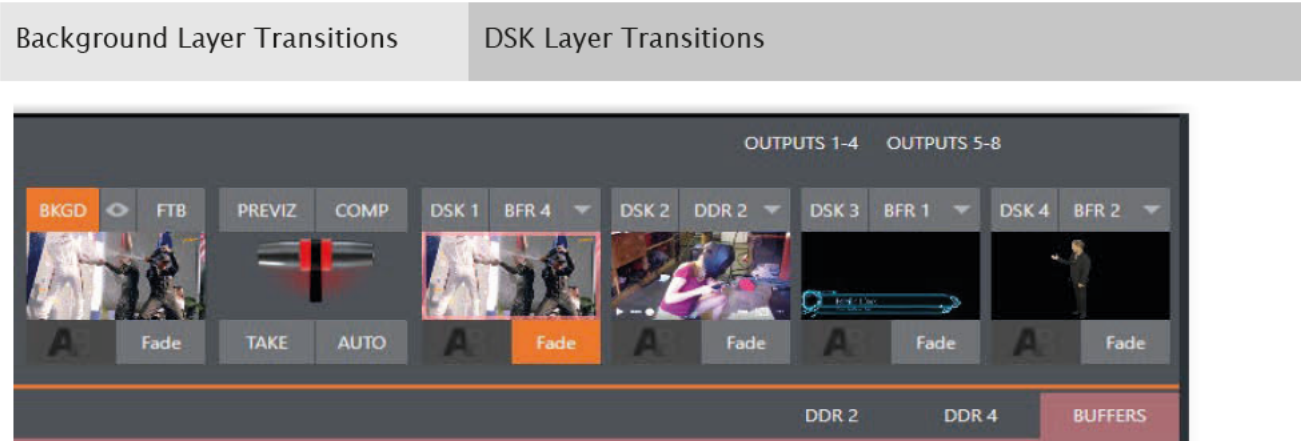 Background Layer Transitions DSK Layer Transitions
OUTPUTS 1-4 OUTPUTS 5-8
BKGD FTB PREVIZ COMP DSK 1 BFR 4 DSK 2 DDR 2 DSK 3 BFR 1 DSK 4 BFR 2
Fade TAKE AUTO Fade Fade Fade Fade
DDR 2 DDR 4 BUFFERS